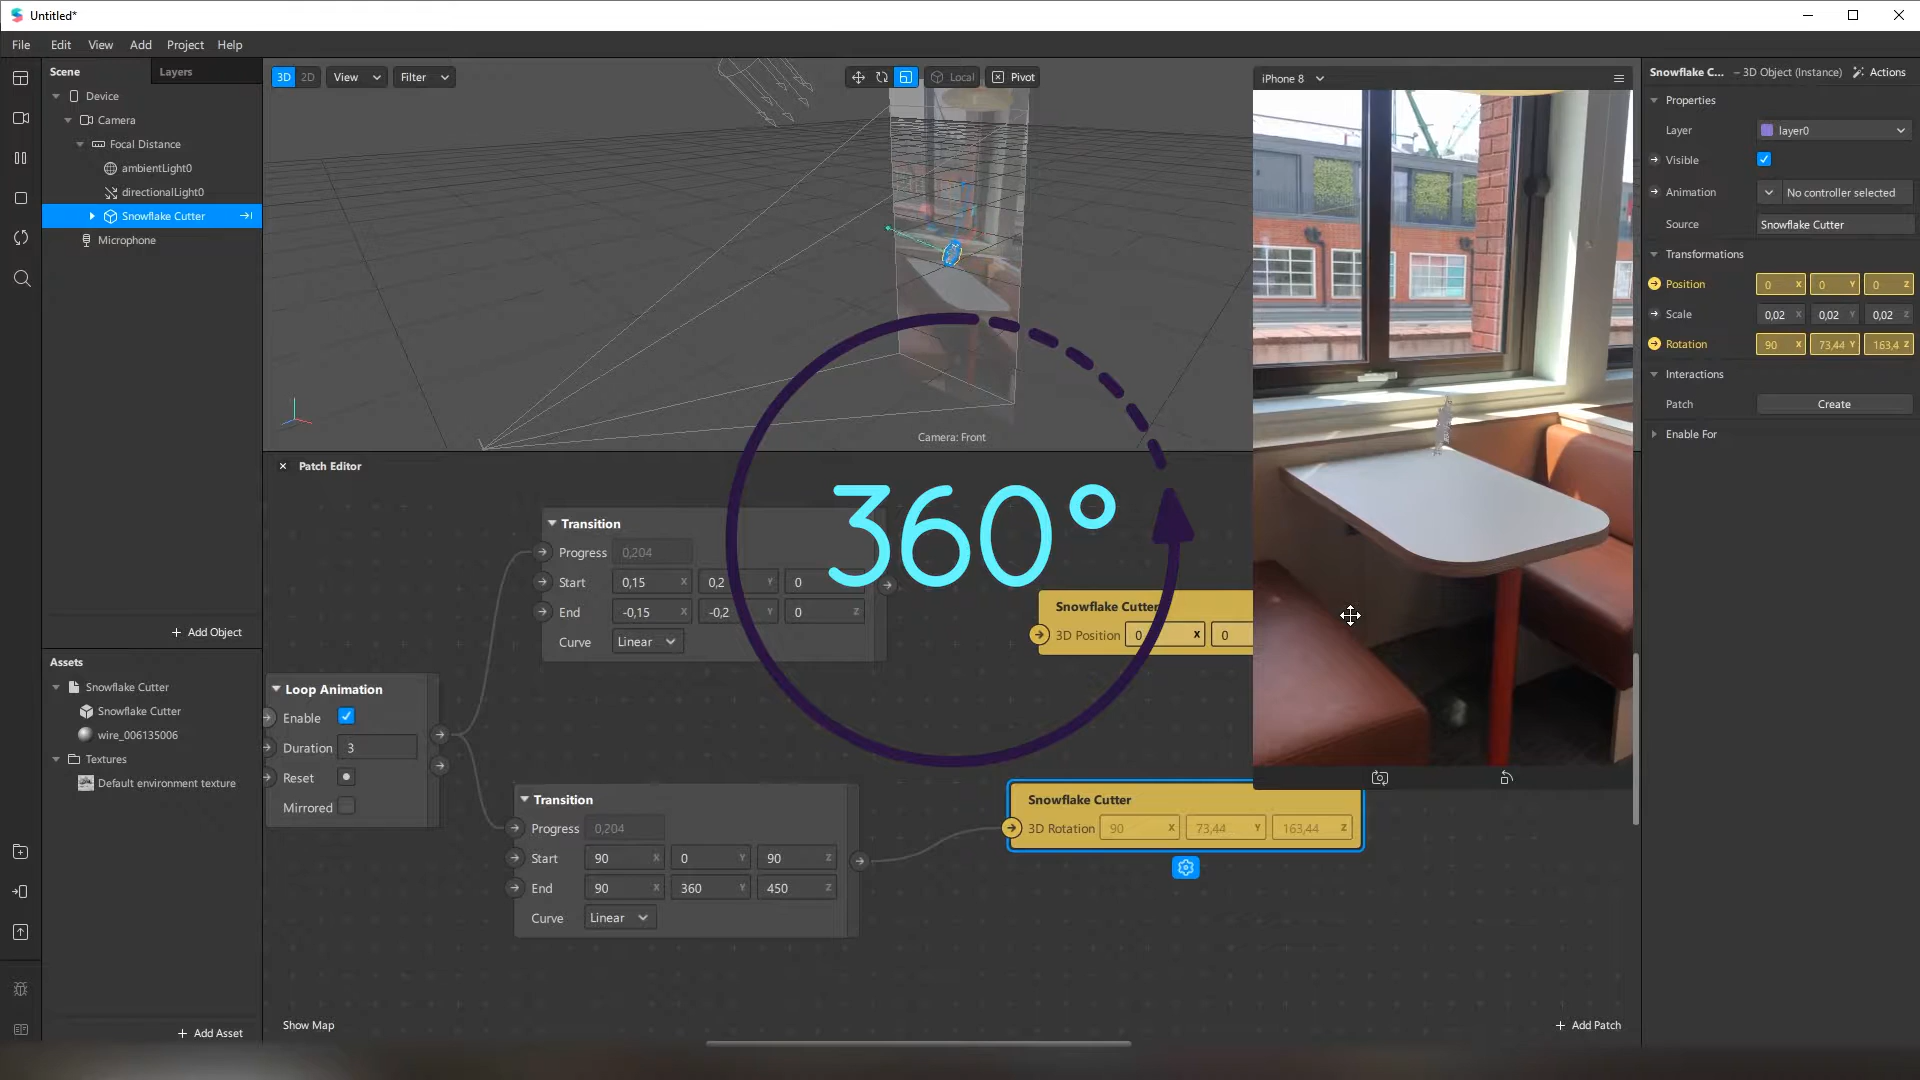 Untitled*
File Edit View Add Project Help
Scene Layers
Device
Camera
Focal Distance
ambientLight0
directionalLight0
Snowflake Cutter
Microphone
+ Add Object
Assets
Snowflake Cutter
Snowflake Cutter
wire_006135006
Textures
Default environment texture
+ Add Asset
3D 2D View Filter Local Pivot
Camera: Front
Patch Editor
Loop Animation
Enable
Duration 3
Reset
Mirrored
Transition
Progress 0,204
Start 0,15 X 0,2 Y 0
End -0,15 X -0,2 Y 0 Z
Curve Linear
Transition
Progress 0,204
Start 90 X 0 Y 90 Z
End 90 X 360 Y 450 Z
Curve Linear
360°
Snowflake Cutter
3D Position 0 X 0
Snowflake Cutter
3D Rotation 90 X 73,44 Y 163,44 Z
Show Map
+ Add Patch
iPhone 8
Snowflake C... – 3D Object (Instance) Actions
Properties
Layer layer0
Visible
Animation No controller selected
Source Snowflake Cutter
Transformations
Position 0 X 0 Y 0 Z
Scale 0,02 X 0,02 Y 0,02 Z
Rotation 90 X 73,44 Y 163,4 Z
Interactions
Patch Create
Enable For